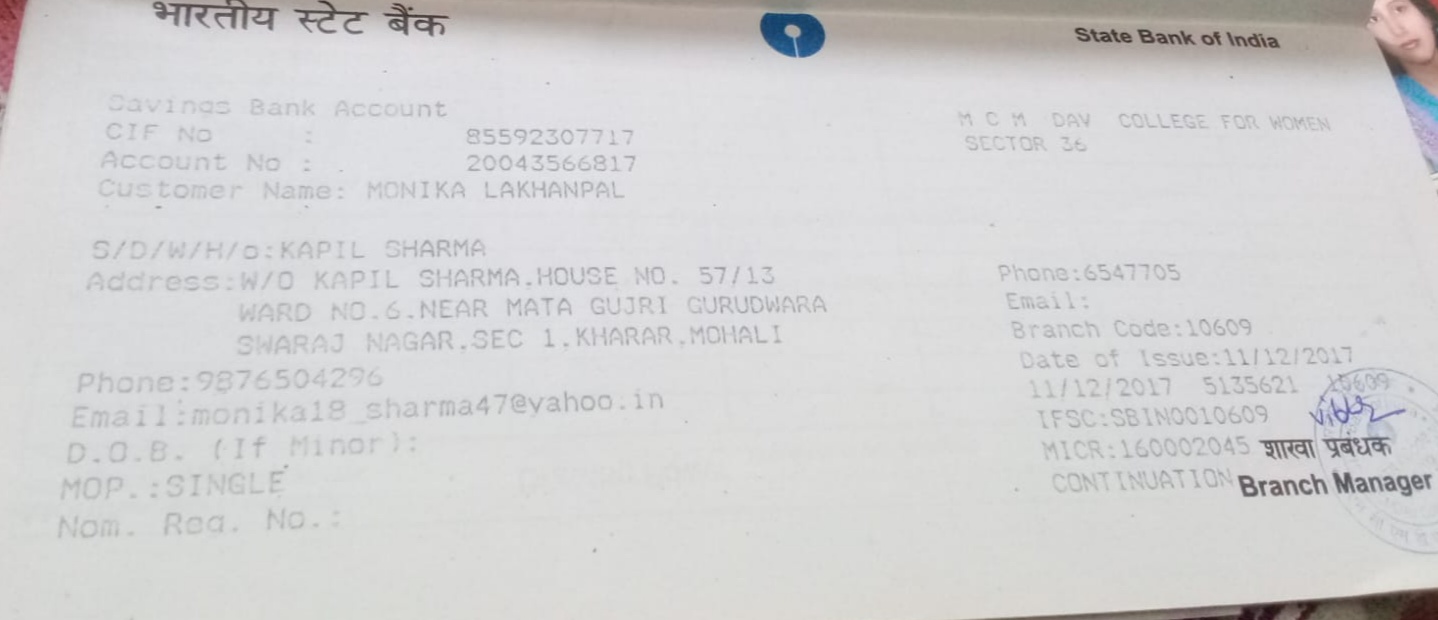 भारतीय स्टेट बैंक
State Bank of India
Savings Bank Account
CIF No : 85592307717
Account No : . 20043566817
Customer Name: MONIKA LAKHANPAL
M C M DAV COLLEGE FOR WOMEN
SECTOR 36
S/D/W/H/o:KAPIL SHARMA
Address:W/O KAPIL SHARMA.HOUSE NO. 57/13
WARD NO.6.NEAR MATA GUJRI GURUDWARA
SWARAJ NAGAR.SEC 1.KHARAR.MOHALI
Phone:9876504296
Email:monika18_sharma47@yahoo.in
D.O.B. (If Minor):
MOP.:SINGLE
Nom. Reg. No.:
Phone:6547705
Email:
Branch Code:10609
Date of Issue:11/12/2017
11/12/2017 5135621 10609
IFSC:SBIN0010609
MICR:160002045 शाखा प्रबंधक
CONTINUATION Branch Manager